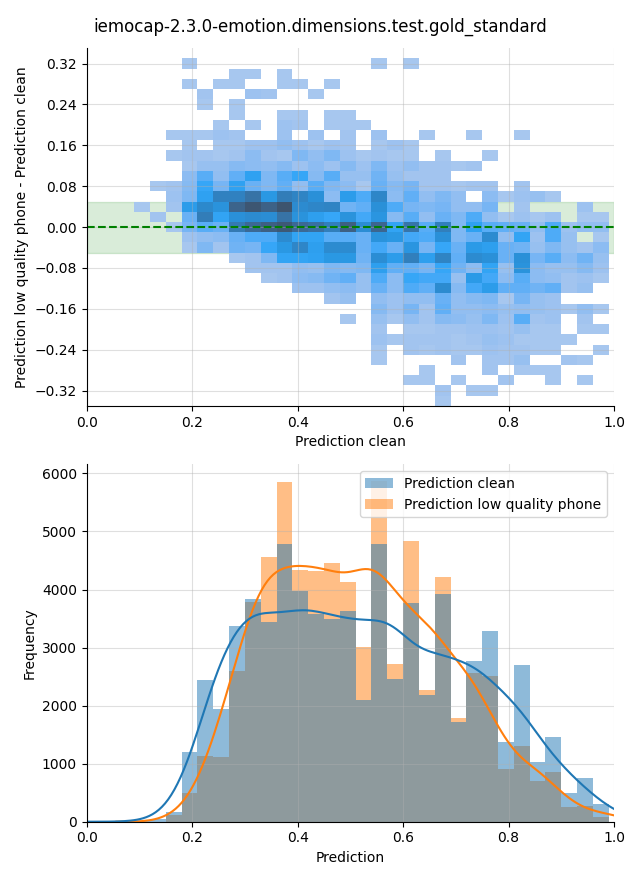 iemocap-2.3.0-emotion.dimensions.test.gold_standard
Prediction low quality phone - Prediction clean
0.32
0.24
0.16
0.08
0.00
−0.08
−0.16
−0.24
−0.32
0.0 0.2 0.4 0.6 0.8 1.0
Prediction clean
Frequency
6000
5000
4000
3000
2000
1000
0
Prediction clean
Prediction low quality phone
0.0 0.2 0.4 0.6 0.8 1.0
Prediction